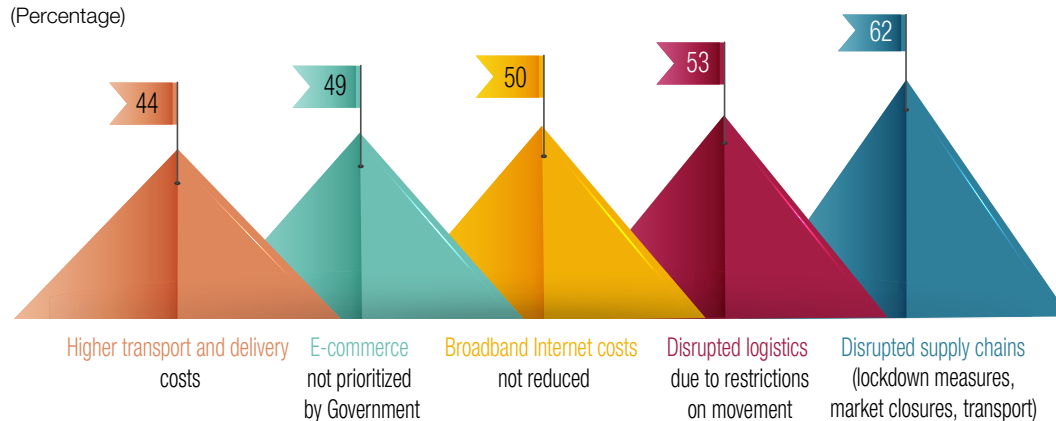 (Percentage)
44
49
50
53
62
Higher transport and delivery
costs
E-commerce
not prioritized
by Government
Broadband Internet costs
not reduced
Disrupted logistics
due to restrictions
on movement
Disrupted supply chains
(lockdown measures,
market closures, transport)